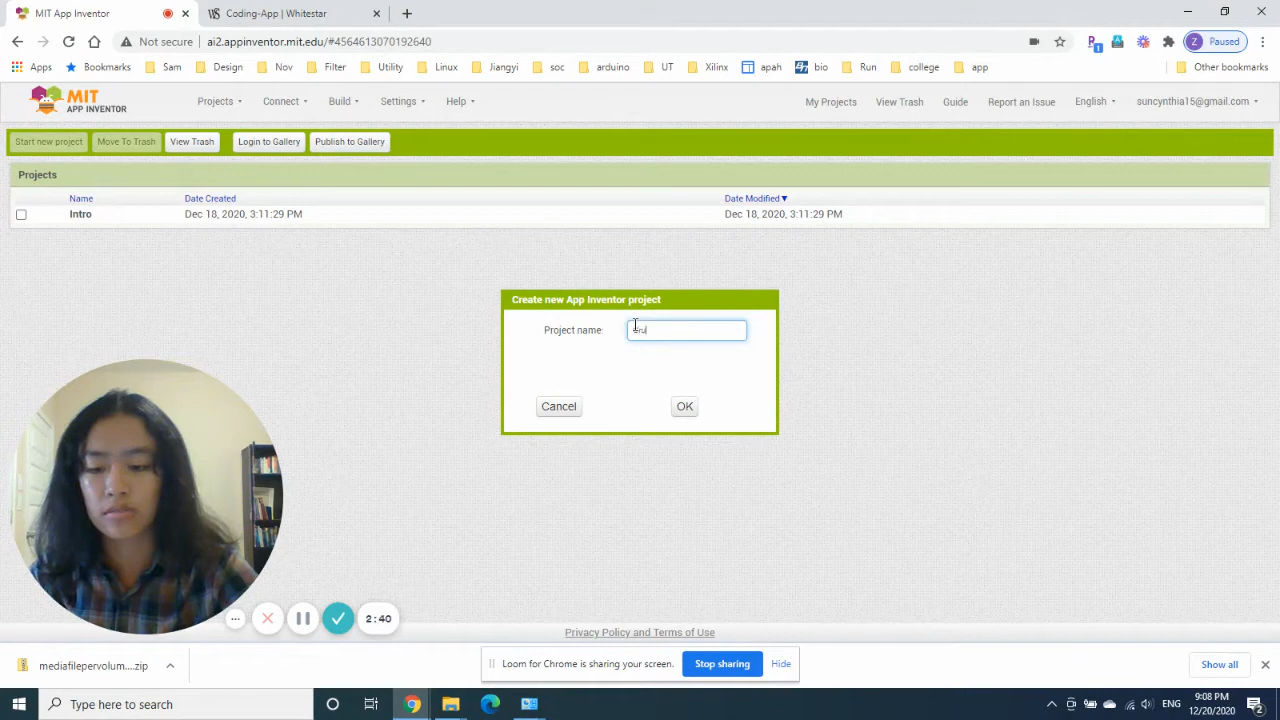 MIT App Inventor
Coding-App | Whitestar
Not secure
ai2.appinventor.mit.edu/#4564613070192640
Z Paused
Apps Bookmarks Sam Design Nov Filter Utility Linux Jiangyi soc arduino UT Xilinx apah bio Run college app Other bookmarks
MIT
APP INVENTOR
Projects Connect Build Settings Help My Projects View Trash Guide Report an Issue English suncynthia15@gmail.com
Start new project Move To Trash View Trash Login to Gallery Publish to Gallery
Projects
Name Date Created Date Modified▼
Intro Dec 18, 2020, 3:11:29 PM Dec 18, 2020, 3:11:29 PM
Create new App Inventor project
Project name:
Cancel OK
2:40
Privacy Policy and Terms of Use
mediafilepervolum....zip
Loom for Chrome is sharing your screen. Stop sharing Hide
Show all
Type here to search
ENG
9:08 PM
12/20/2020
2